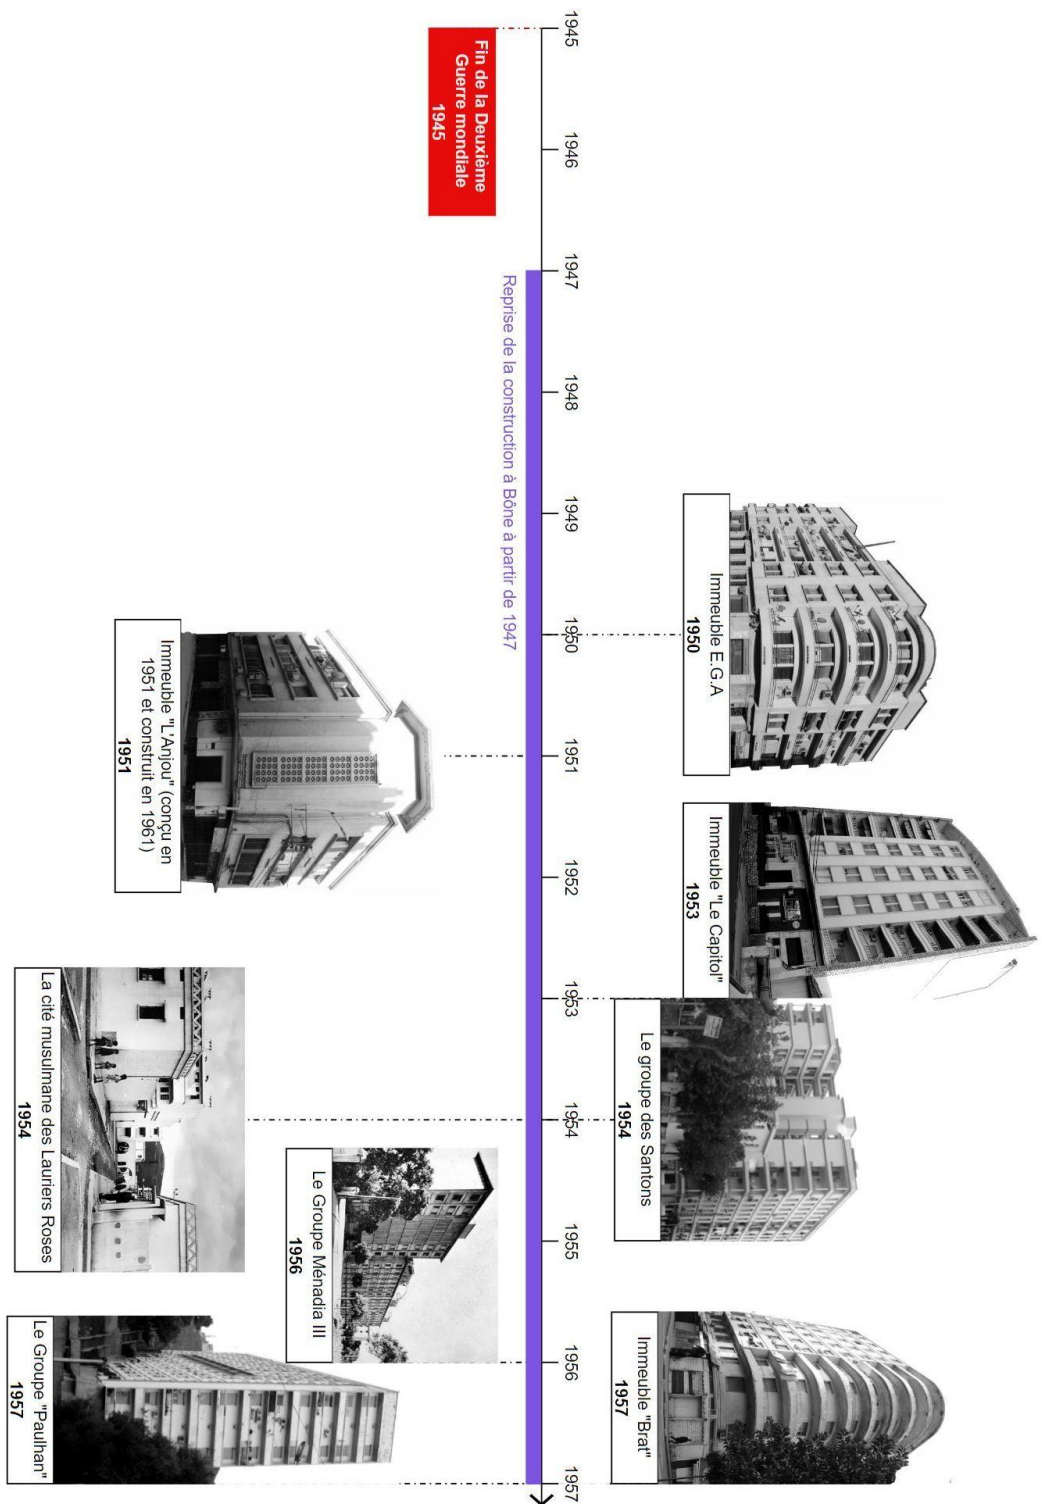 1945
1946
1947
1948
1949
1950
1951
1952
1953
1954
1955
1956
1957
Fin de la Deuxième
Guerre mondiale
1945
Reprise de la construction à Bône à partir de 1947
Immeuble E.G.A
1950
Immeuble "Le Capitol"
1953
Le groupe des Santons
1954
Immeuble "Brat"
1957
Immeuble "L'Anjou" (conçu en
1951 et construit en 1961)
1951
La cité musulmane des Lauriers Roses
1954
Le Groupe Ménadia III
1956
Le Groupe "Paulhan"
1957